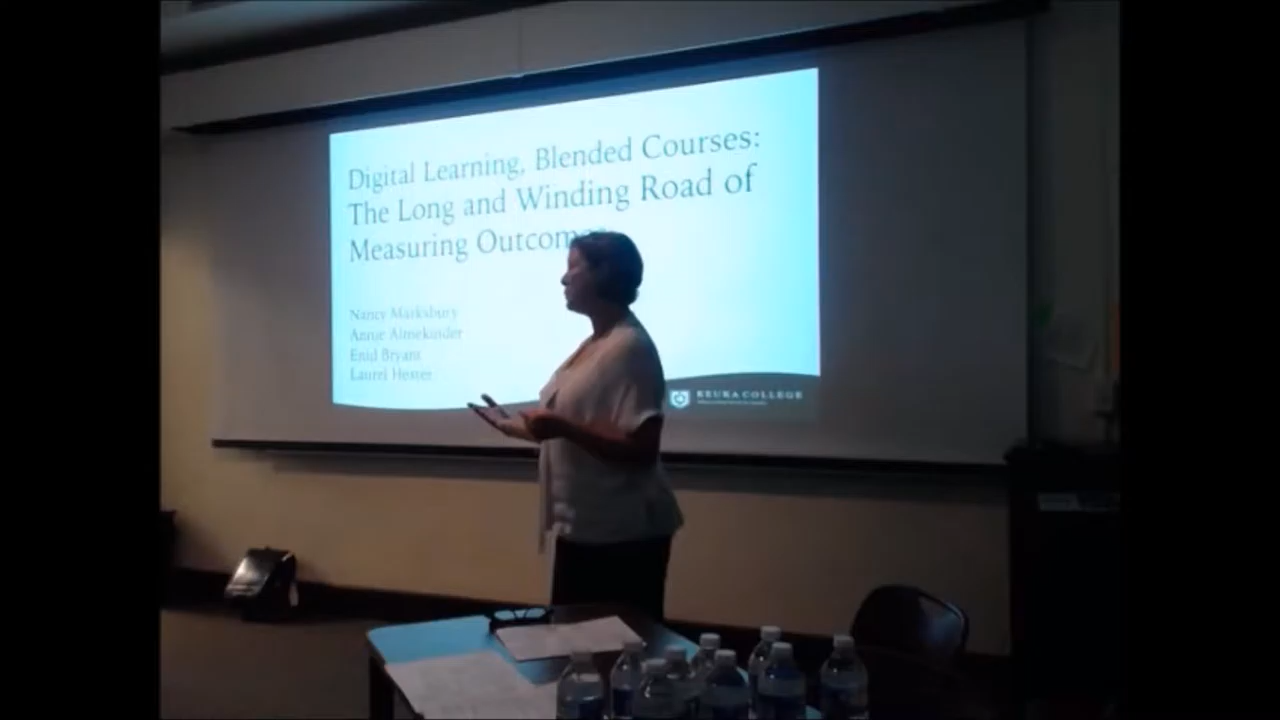 Digital Learning, Blended Courses:
The Long and Winding Road of
Measuring Outcomes
Nancy Marksbury
Annie Almekinder
Enid Bryant
Laurel Hester
KEUKA COLLEGE